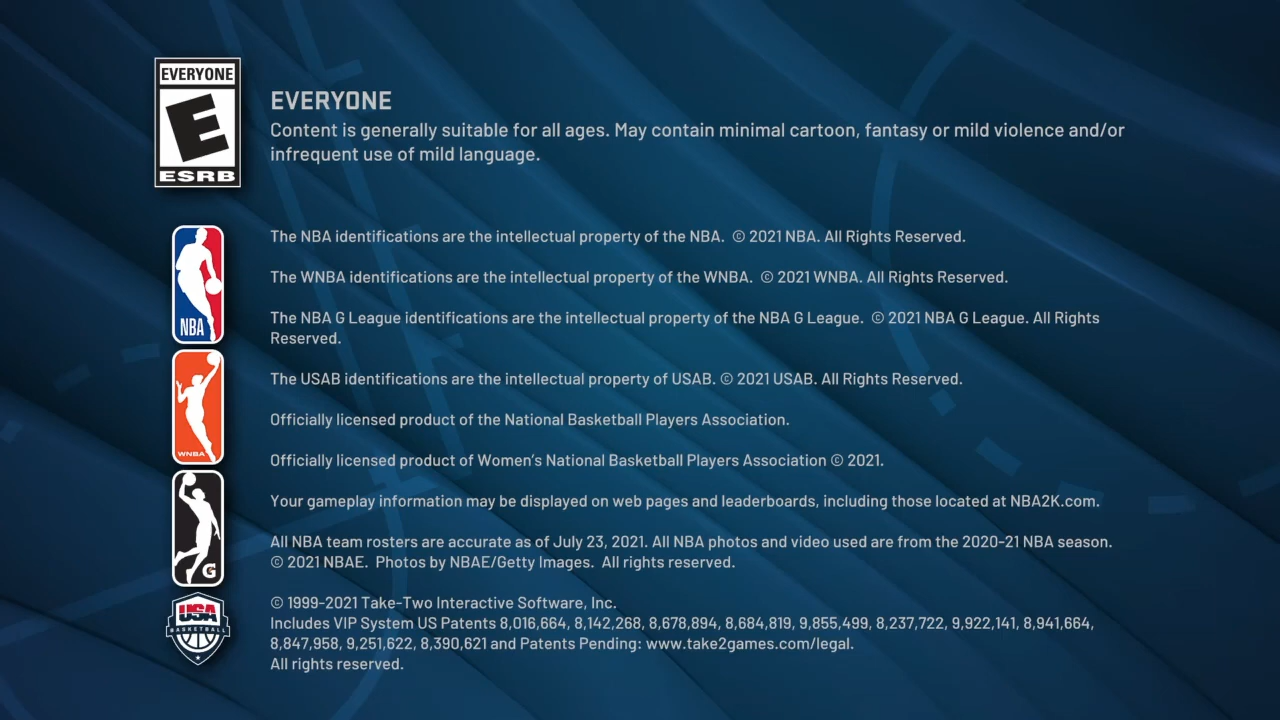 EVERYONE
E
ESRB
EVERYONE
Content is generally suitable for all ages. May contain minimal cartoon, fantasy or mild violence and/or
infrequent use of mild language.
NBA
The NBA identifications are the intellectual property of the NBA.  © 2021 NBA. All Rights Reserved.
The WNBA identifications are the intellectual property of the WNBA.  © 2021 WNBA. All Rights Reserved.
The NBA G League identifications are the intellectual property of the NBA G League.  © 2021 NBA G League. All Rights
Reserved.
WNBA
The USAB identifications are the intellectual property of USAB. © 2021 USAB. All Rights Reserved.
Officially licensed product of the National Basketball Players Association.
Officially licensed product of Women's National Basketball Players Association © 2021.
G
Your gameplay information may be displayed on web pages and leaderboards, including those located at NBA2K.com.
All NBA team rosters are accurate as of July 23, 2021. All NBA photos and video used are from the 2020-21 NBA season.
© 2021 NBAE.  Photos by NBAE/Getty Images.  All rights reserved.
USA
BASKETBALL
© 1999-2021 Take-Two Interactive Software, Inc.
Includes VIP System US Patents 8,016,664, 8,142,268, 8,678,894, 8,684,819, 9,855,499, 8,237,722, 9,922,141, 8,941,664,
8,847,958, 9,251,622, 8,390,621 and Patents Pending: www.take2games.com/legal.
All rights reserved.